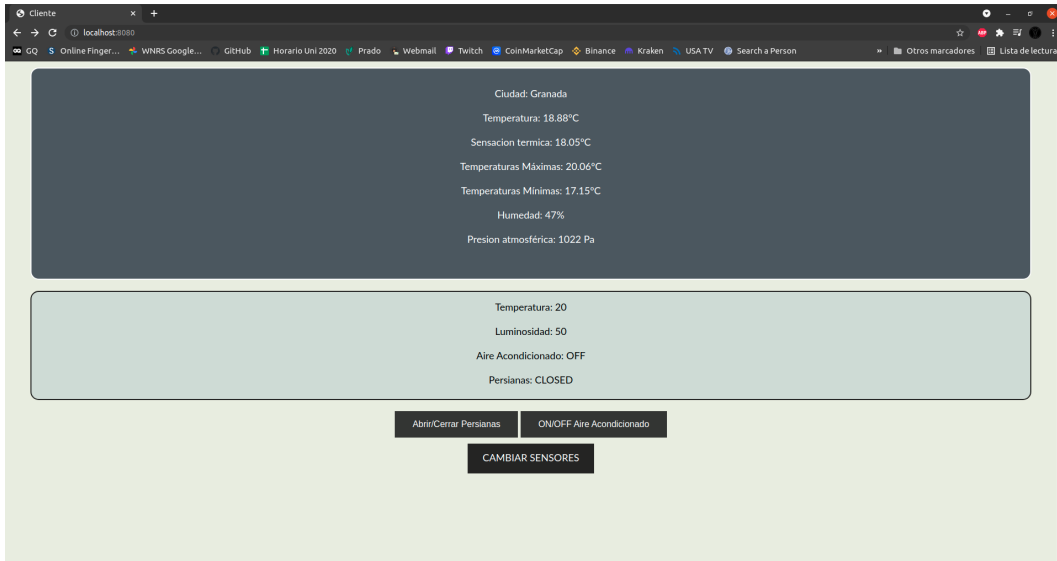 Cliente
localhost:8080
GQ Online Finger... WNRS Google... GitHub Horario Uni 2020 Prado Webmail Twitch CoinMarketCap Binance Kraken USA TV Search a Person » Otros marcadores Lista de lectura
Ciudad: Granada
Temperatura: 18.88°C
Sensacion termica: 18.05°C
Temperaturas Máximas: 20.06°C
Temperaturas Mínimas: 17.15°C
Humedad: 47%
Presion atmosférica: 1022 Pa
Temperatura: 20
Luminosidad: 50
Aire Acondicionado: OFF
Persianas: CLOSED
Abrir/Cerrar Persianas ON/OFF Aire Acondicionado
CAMBIAR SENSORES